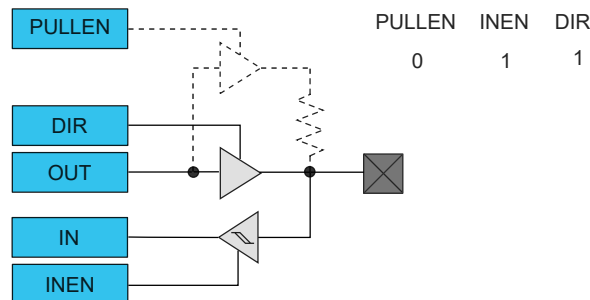 PULLEN
PULLEN INEN DIR
0 1 1
DIR
OUT
IN
INEN